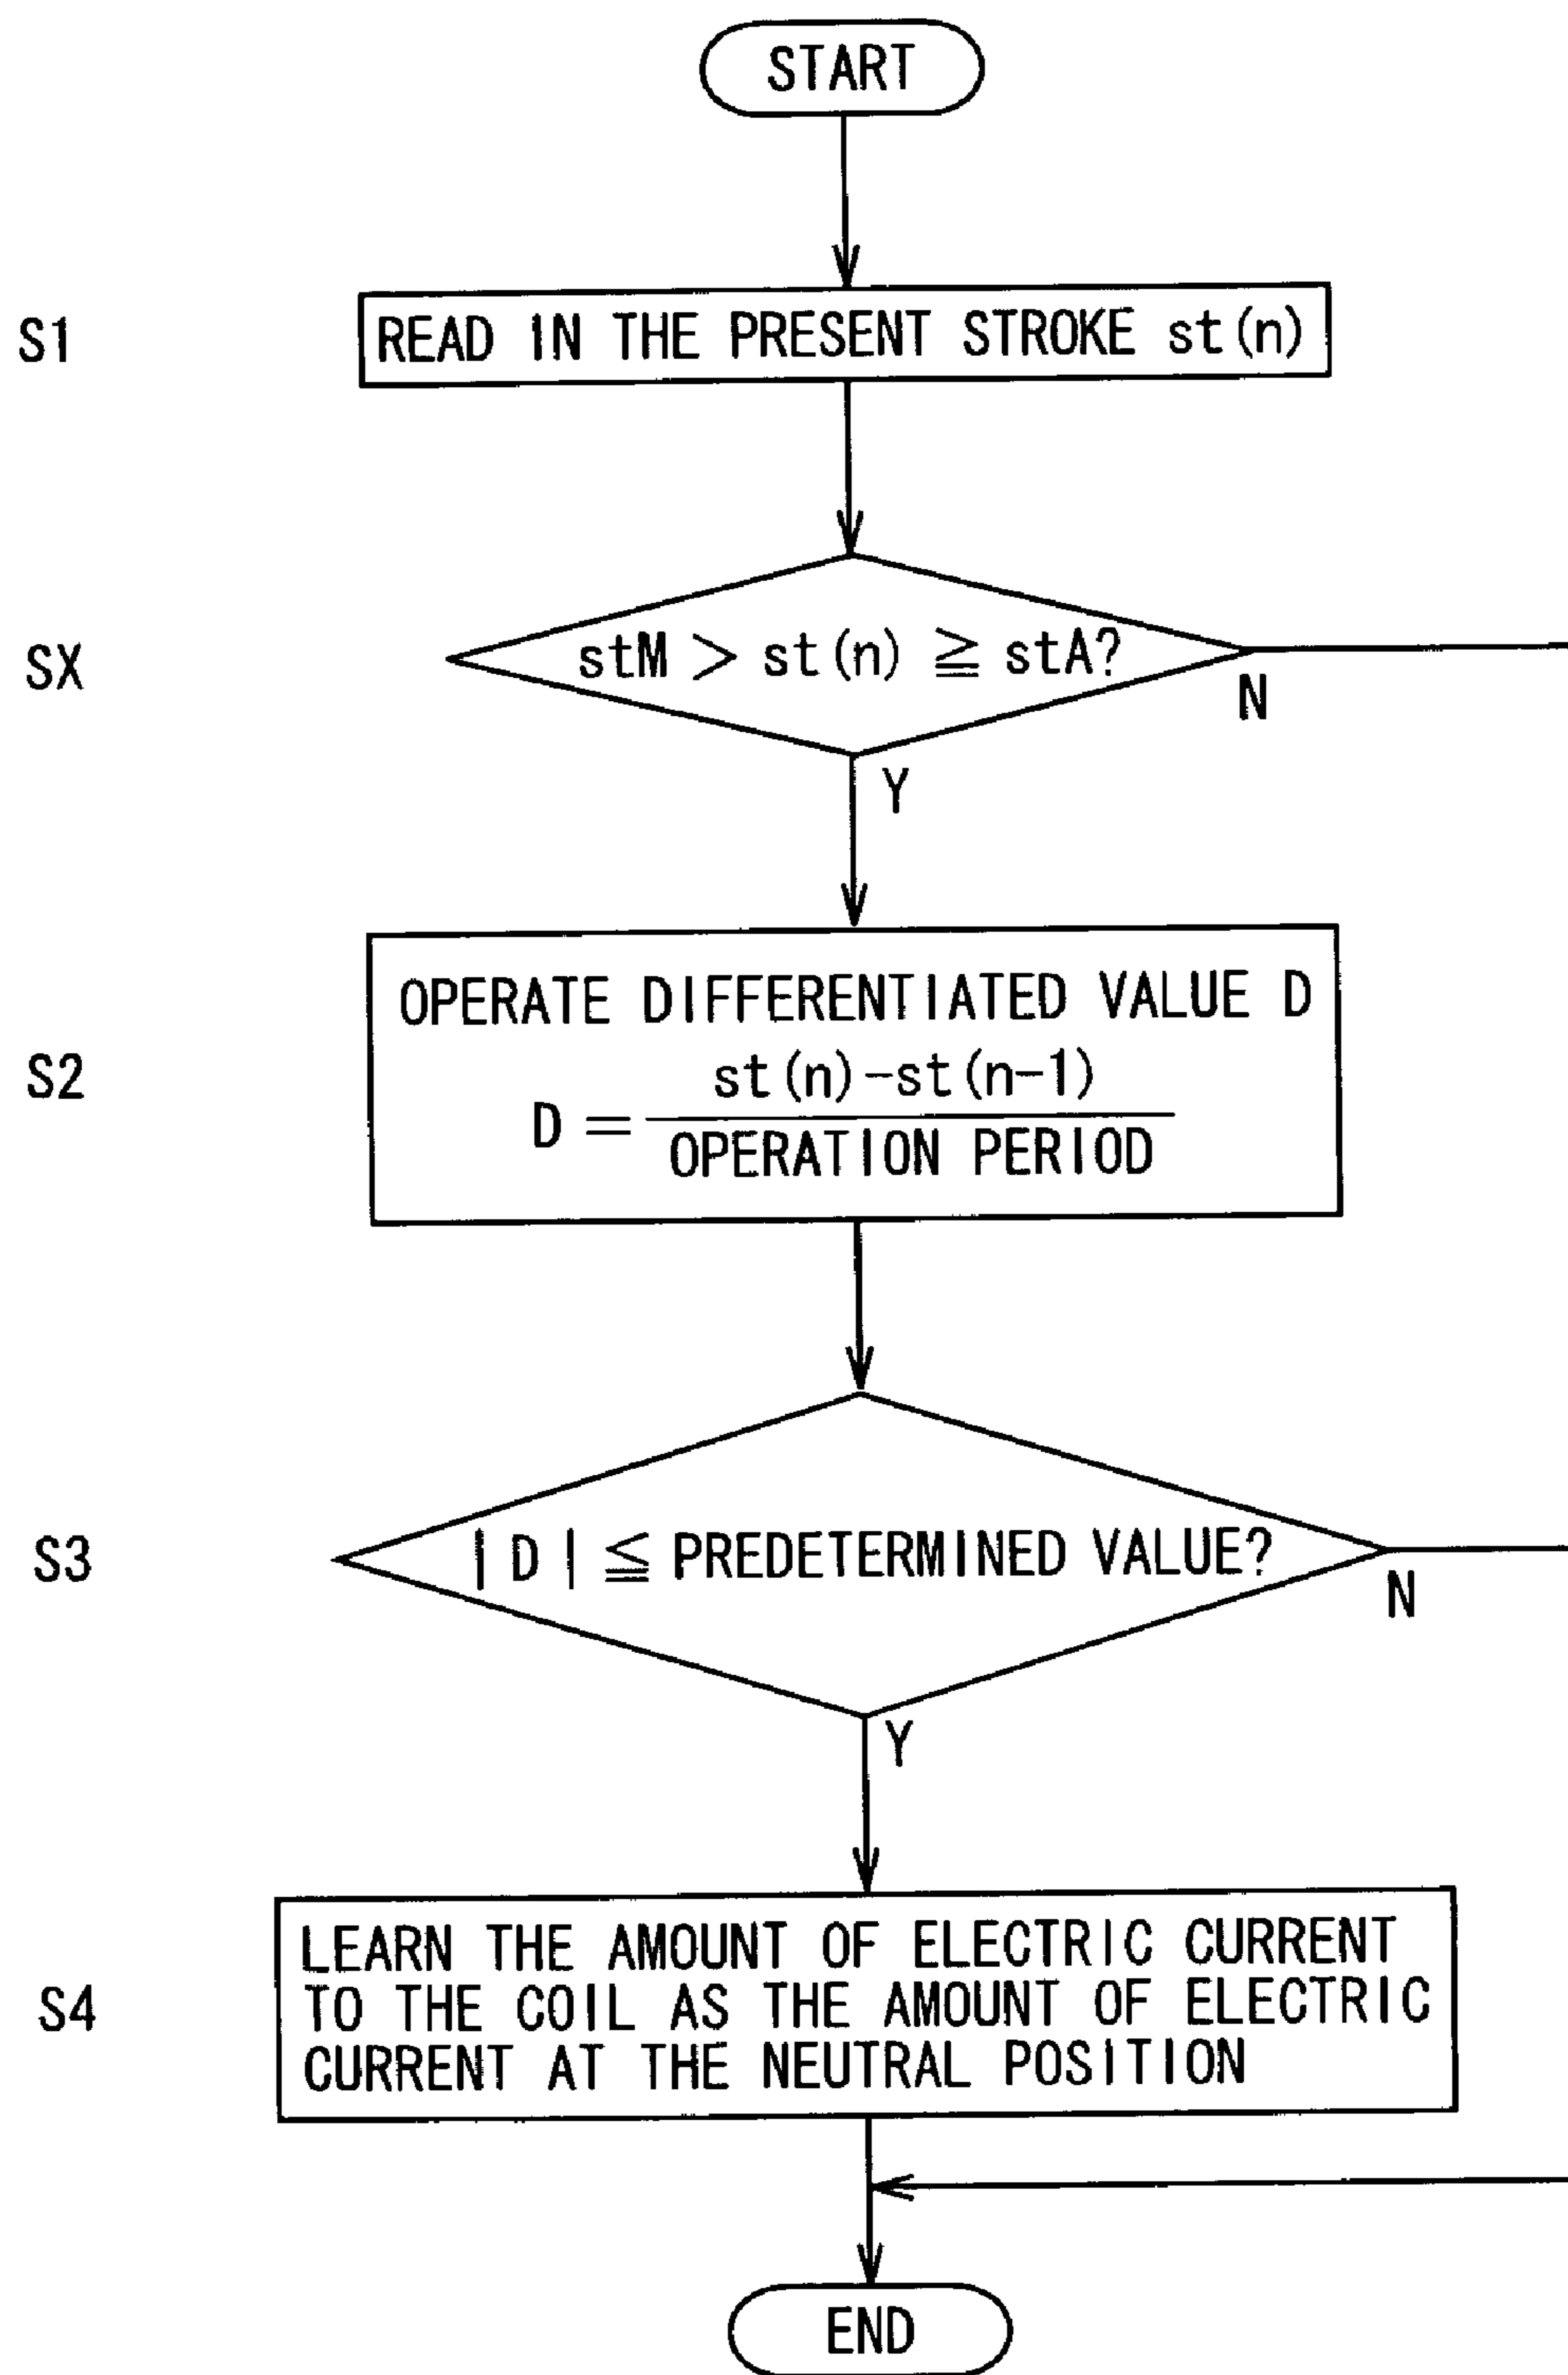 START
S1
READ IN THE PRESENT STROKE st(n)
SX
stM > st(n) ≧ stA?
N
Y
S2
OPERATE DIFFERENTIATED VALUE D
D = st(n)-st(n-1)
OPERATION PERIOD
S3
|D| ≦ PREDETERMINED VALUE?
N
Y
S4
LEARN THE AMOUNT OF ELECTRIC CURRENT
TO THE COIL AS THE AMOUNT OF ELECTRIC
CURRENT AT THE NEUTRAL POSITION
END